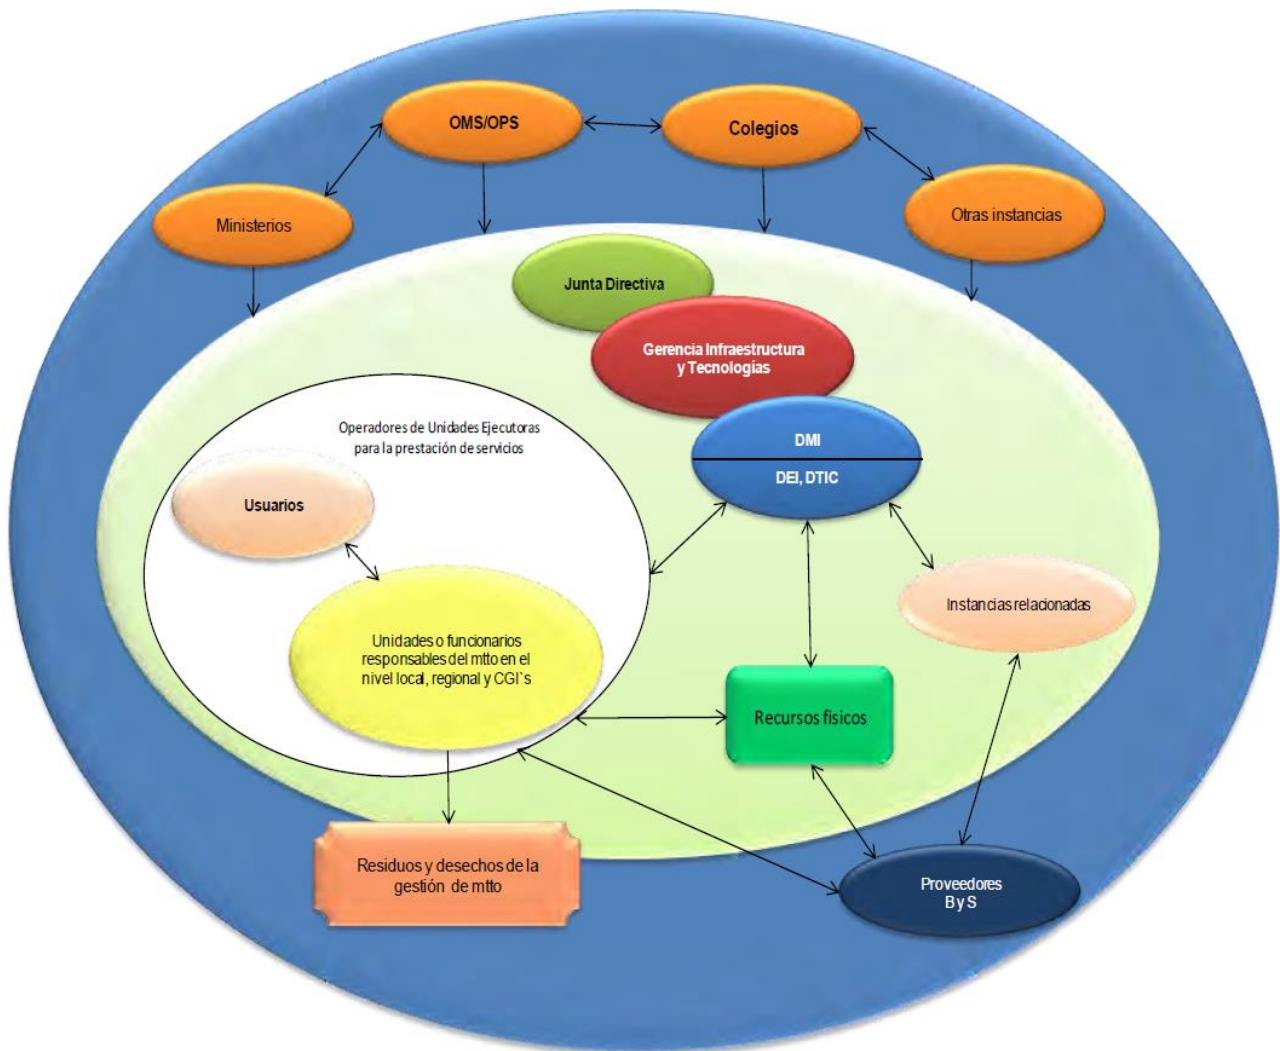 OMS/OPS
Colegios
Ministerios
Otras instancias
Junta Directiva
Gerencia Infraestructura
y Tecnologías
Operadores de Unidades Ejecutoras
para la prestación de servicios
DMI
DEI, DTIC
Usuarios
Instancias relacionadas
Unidades o funcionarios
responsables del mtto en el
nivel local, regional y CGI`s
Recursos físicos
Residuos y desechos de la
gestión de mtto
Proveedores
B y S